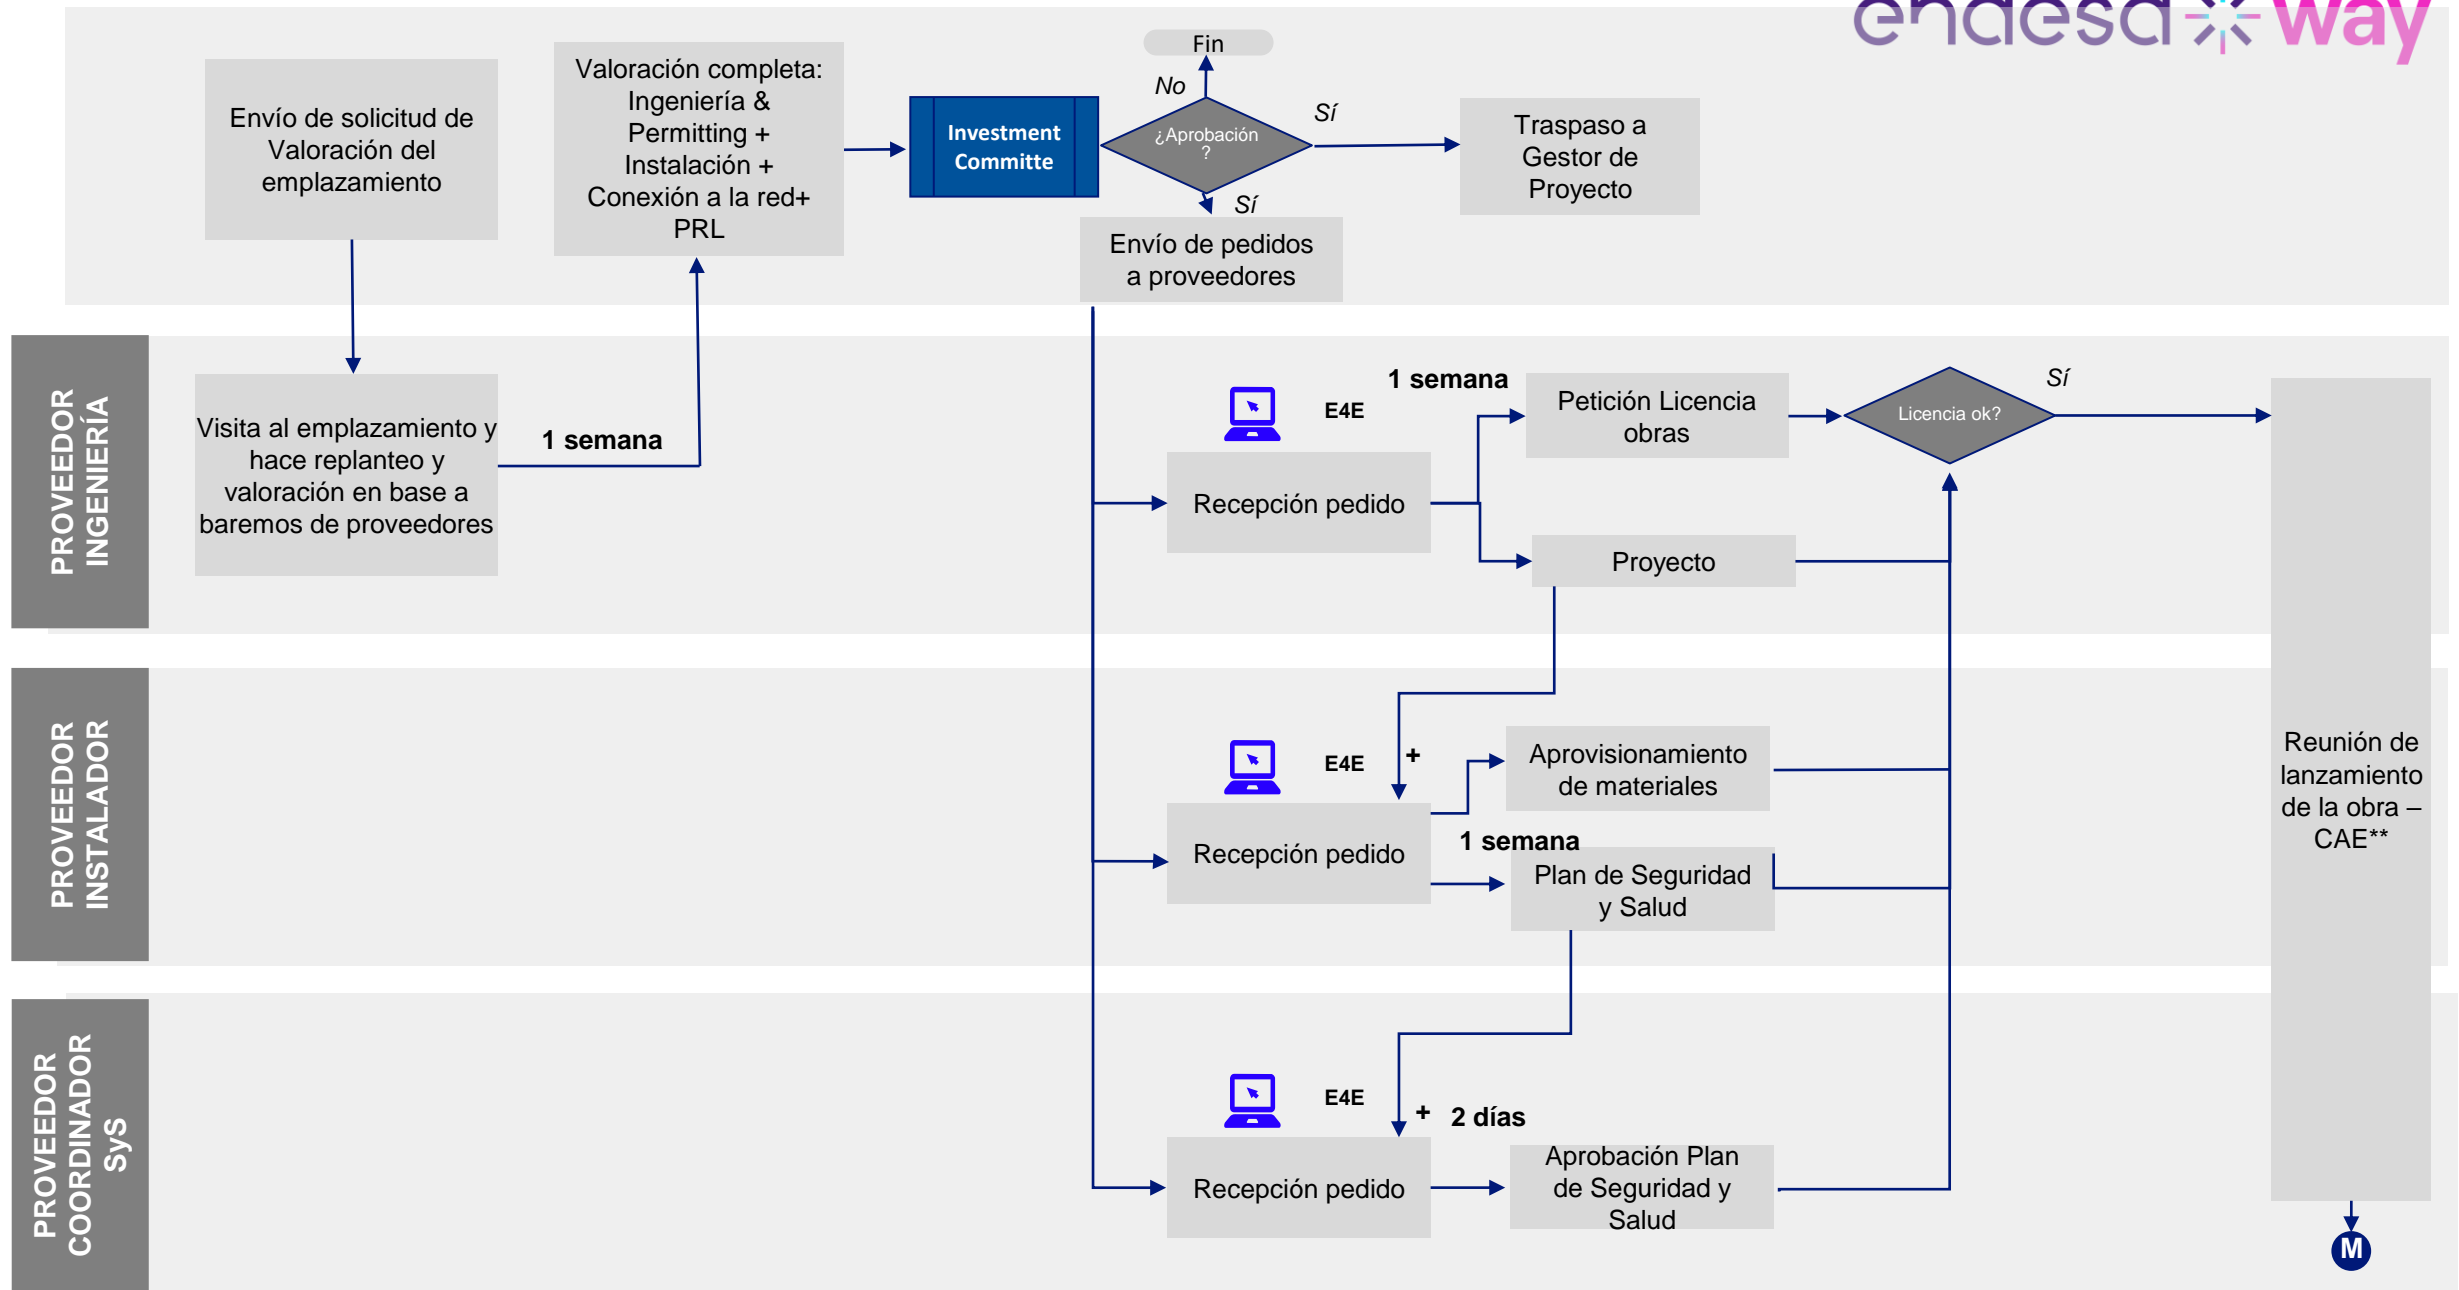 endesa way
Fin
No
Sí
Envío de solicitud de
Valoración del
emplazamiento
Valoración completa:
Ingeniería &
Permitting +
Instalación +
Conexión a la red+
PRL
Investment
Committe
¿Aprobación
?
Traspaso a
Gestor de
Proyecto
Sí
Envío de pedidos
a proveedores
PROVEEDOR
INGENIERÍA
Visita al emplazamiento y
hace replanteo y
valoración en base a
baremos de proveedores
1 semana
E4E
1 semana
Recepción pedido
Petición Licencia
obras
Proyecto
Licencia ok?
Sí
PROVEEDOR
INSTALADOR
E4E
+
Recepción pedido
Aprovisionamiento
de materiales
1 semana
Plan de Seguridad
y Salud
Reunión de
lanzamiento
de la obra –
CAE**
PROVEEDOR
COORDINADOR
SyS
E4E
+ 2 días
Recepción pedido
Aprobación Plan
de Seguridad y
Salud
M